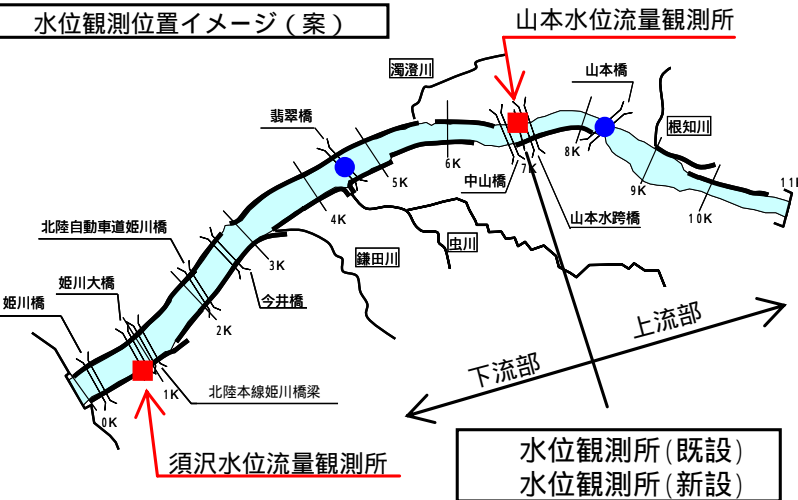 水位観測位置イメージ(案)
山本水位流量観測所
濁澄川
山本橋
翡翠橋
根知川
6K
8K
5K
中山橋
7K
11K
9K
4K
10K
山本水跨橋
北陸自動車道姫川橋
虫川
3K
鎌田川
姫川大橋
今井橋
姫川橋
上流部
2K
下流部
1K
北陸本線姫川橋梁
0K
須沢水位流量観測所
水位観測所(既設)
水位観測所(新設)